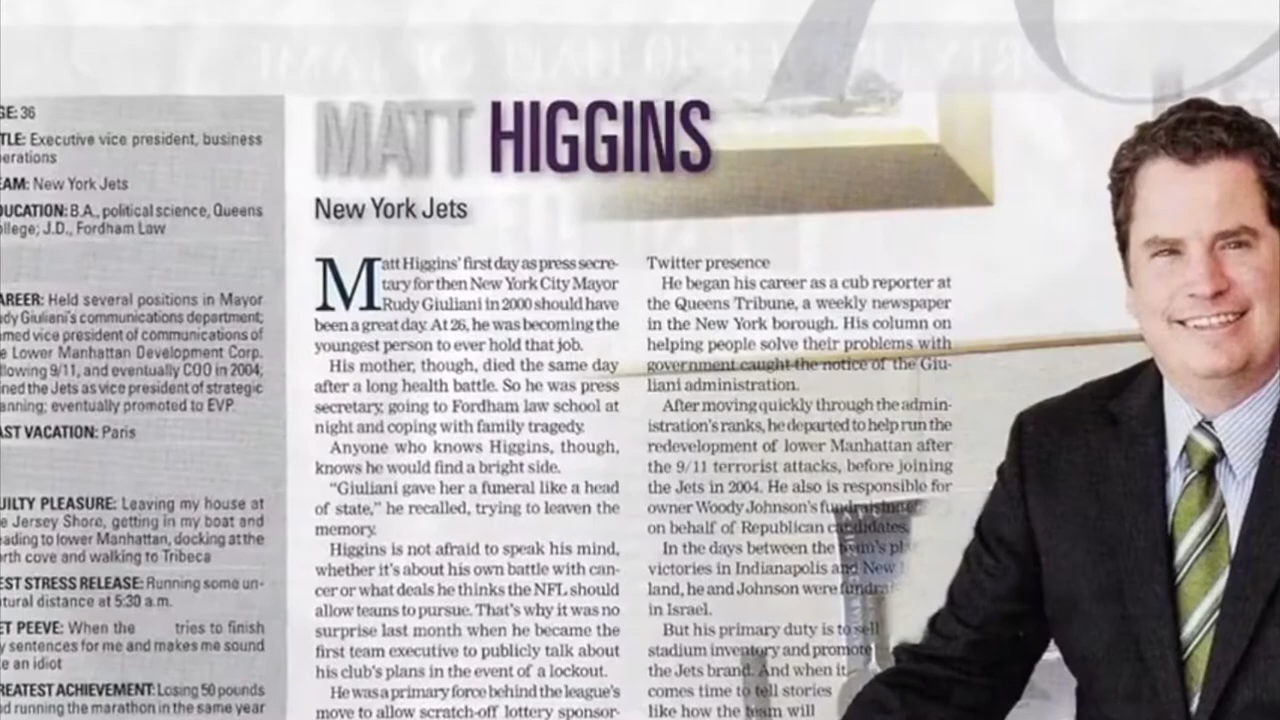 GE: 36
TLE: Executive vice president, business
erations
EAM: New York Jets
DUCATION: B.A., political science, Queens
llege; J.D., Fordham Law
AREER: Held several positions in Mayor
dy Giuliani's communications department;
med vice president of communications of
e Lower Manhattan Development Corp.
llowing 9/11, and eventually COO in 2004;
ned the Jets as vice president of strategic
anning; eventually promoted to EVP
AST VACATION: Paris
UILTY PLEASURE: Leaving my house at
e Jersey Shore, getting in my boat and
eading to lower Manhattan, docking at the
rth cove and walking to Tribeca
EST STRESS RELEASE: Running some un-
tural distance at 5:30 a.m.
ET PEEVE: When the tries to finish
y sentences for me and makes me sound
e an idiot
REATEST ACHIEVEMENT: Losing 50 pounds
d running the marathon in the same year
MATT HIGGINS
New York Jets
Matt Higgins' first day as press secre-
tary for then New York City Mayor
Rudy Giuliani in 2000 should have
been a great day. At 26, he was becoming the
youngest person to ever hold that job.
His mother, though, died the same day
after a long health battle. So he was press
secretary, going to Fordham law school at
night and coping with family tragedy.
Anyone who knows Higgins, though,
knows he would find a bright side.
"Giuliani gave her a funeral like a head
of state," he recalled, trying to leaven the
memory.
Higgins is not afraid to speak his mind,
whether it's about his own battle with can-
cer or what deals he thinks the NFL should
allow teams to pursue. That's why it was no
surprise last month when he became the
first team executive to publicly talk about
his club's plans in the event of a lockout.
He was a primary force behind the league's
move to allow scratch-off lottery sponsor-
Twitter presence
He began his career as a cub reporter at
the Queens Tribune, a weekly newspaper
in the New York borough. His column on
helping people solve their problems with
government caught the notice of the Giu-
liani administration.
After moving quickly through the admin-
istration's ranks, he departed to help run the
redevelopment of lower Manhattan after
the 9/11 terrorist attacks, before joining
the Jets in 2004. He also is responsible for
owner Woody Johnson's fundraising
on behalf of Republican candidates.
In the days between the team's pl
victories in Indianapolis and New
land, he and Johnson were fundrai
in Israel.
But his primary duty is to sell
stadium inventory and promote
the Jets brand. And when it
comes time to tell stories
like how the team will